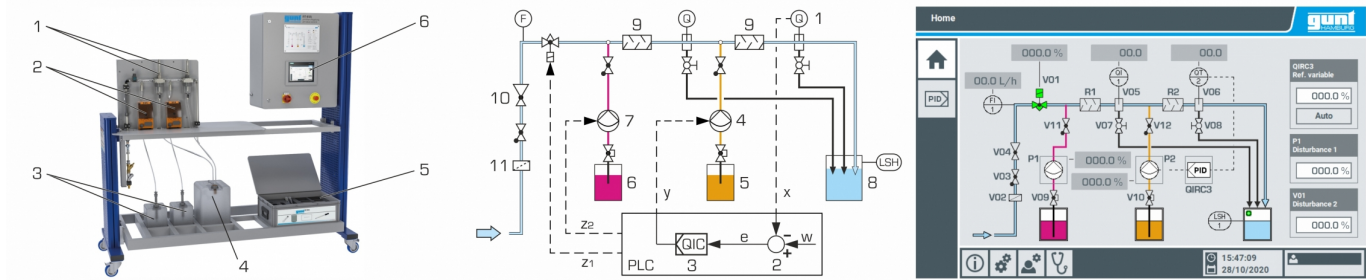 1
2
3
4
5
6
F
9
Q
9
Q
1
10
7
4
11
6
5
8
LSH
y
x
z2
z1
PLC
QIC
3
e
2
w
-
+
Home
gunt
HAMBURG
000.0 %
00.0
00.0
00.0 L/h
V01
QI
1
QT
2
FI
1
R1
V05
R2
V06
V11
V07
V12
V08
V04
P1
000.0 %
P2
V03
000.0 %
PID
QIRC3
V02
V09
V10
LSH
1
PID
QIRC3
Ref. variable
000.0 %
Auto
P1
Disturbance 1
000.0 %
V01
Disturbance 2
000.0 %
15:47:09
28/10/2020